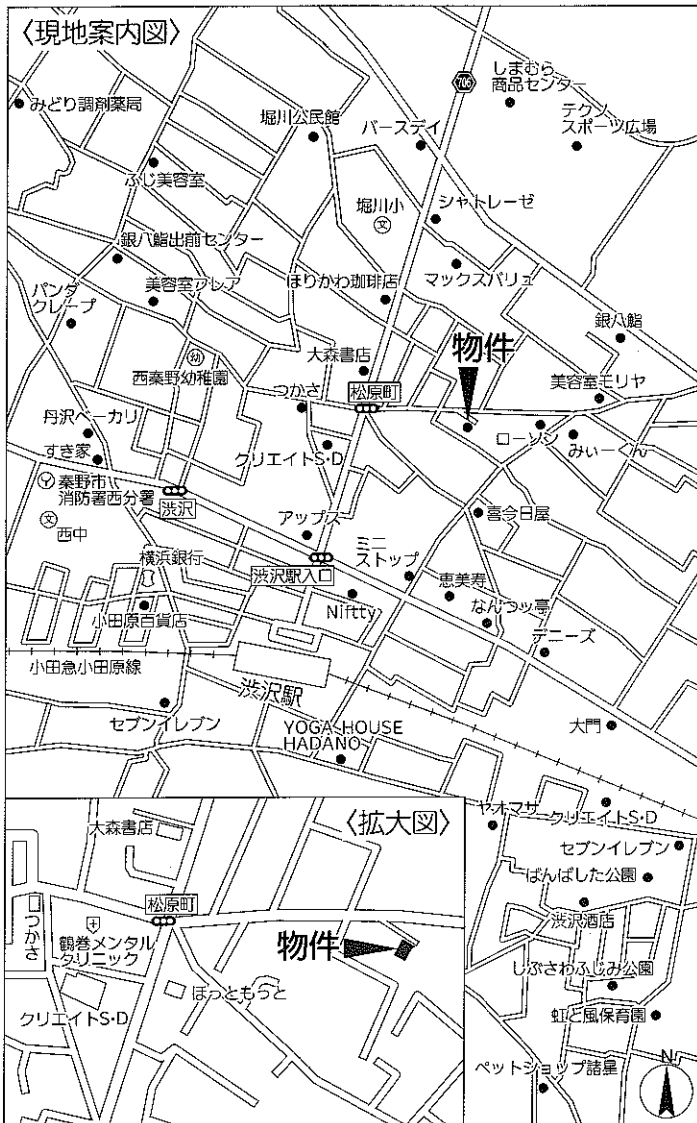 〈現地案内図〉
706
しまむら
商品センター
みどり調剤薬局
堀川公民館
バースデイ
テクノ
スポーツ広場
ふじ美容室
堀川小
文
シャトレーゼ
銀八鮨出前センター
パンダ
クレープ
美容室アレア
ほりかわ珈琲店
マックスバリュ
銀八鮨
幼
西秦野幼稚園
大森書店
物件
つかさ
松原町
美容室モリヤ
丹沢ベーカリ
すき家
クリエイトS・D
ローソン
みぃーくん
秦野市
消防署西分署
渋沢
文
西中
アップス
喜今日屋
横浜銀行
渋沢駅入口
ミニ
ストップ
恵美寿
小田原百貨店
Niftty
なんつッ亭
デニーズ
小田急小田原線
渋沢駅
セブンイレブン
YOGA HOUSE
HADANO
大門
〈拡大図〉
大森書店
松原町
つかさ
鶴巻メンタル
クリニック
物件
ほっともっと
クリエイトS・D
ヤオマサ
クリエイトS・D
セブンイレブン
ばんばした公園
渋沢酒店
しぶさわふじみ公園
虹と風保育園
ペットショップ諸星
N